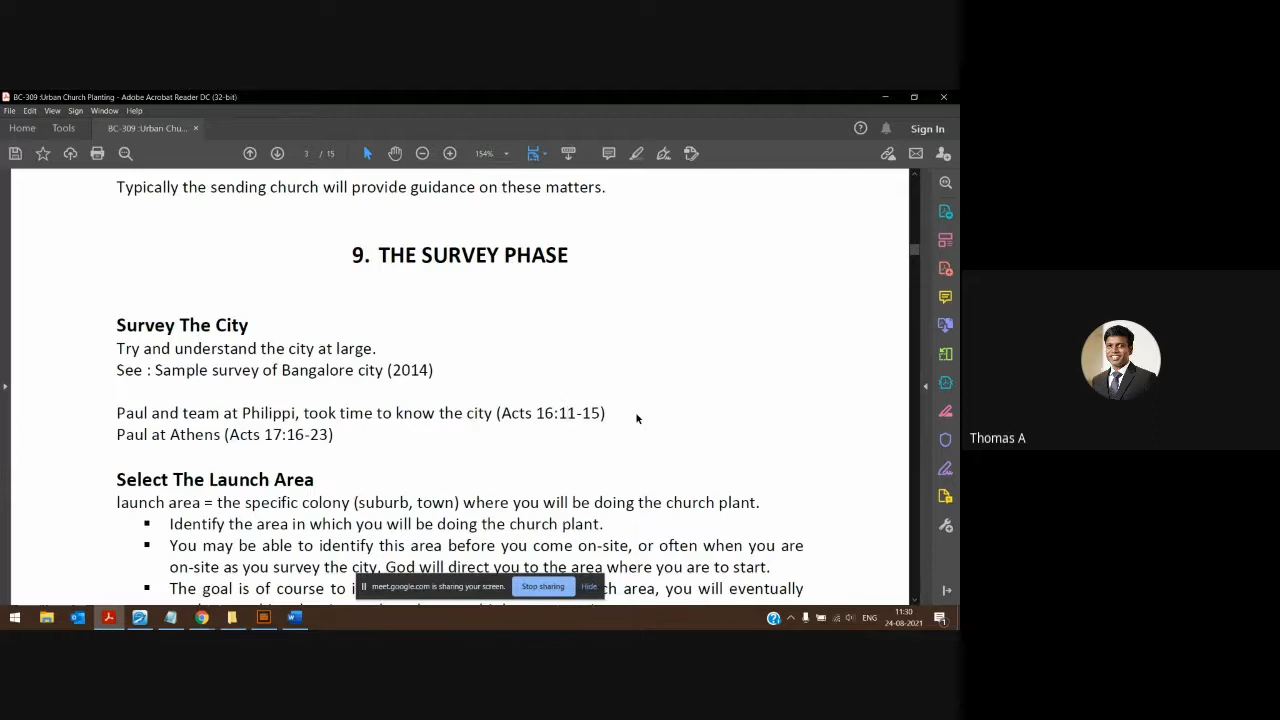 BC-309 :Urban Church Planting - Adobe Acrobat Reader DC (32-bit)
File Edit View Sign Window Help
Home Tools BC-309 :Urban Chu... × Sign In
3 / 15 154%
Typically the sending church will provide guidance on these matters.
9. THE SURVEY PHASE
Survey The City
Try and understand the city at large.
See : Sample survey of Bangalore city (2014)
Paul and team at Philippi, took time to know the city (Acts 16:11-15)
Paul at Athens (Acts 17:16-23)
Select The Launch Area
launch area = the specific colony (suburb, town) where you will be doing the church plant.
▪ Identify the area in which you will be doing the church plant.
▪ You may be able to identify this area before you come on-site, or often when you are
on-site as you survey the city, God will direct you to the area where you are to start.
▪ The goal is of course to i ch area, you will eventually
meet.google.com is sharing your screen. Stop sharing Hide
Thomas A
ENG
11:30
24-08-2021